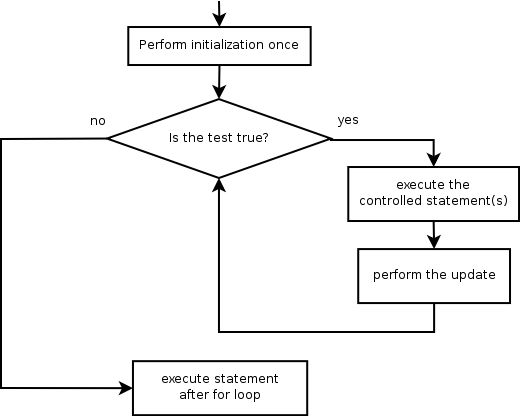 Perform initialization once
no
yes
Is the test true?
execute the
controlled statement(s)
perform the update
execute statement
after for loop